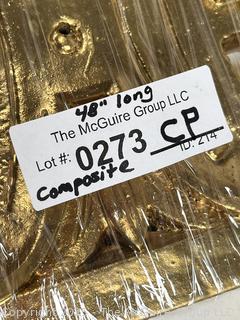 48" long
The McGuire Group LLC
Lot #: 0273 CP
ID: 214
composite